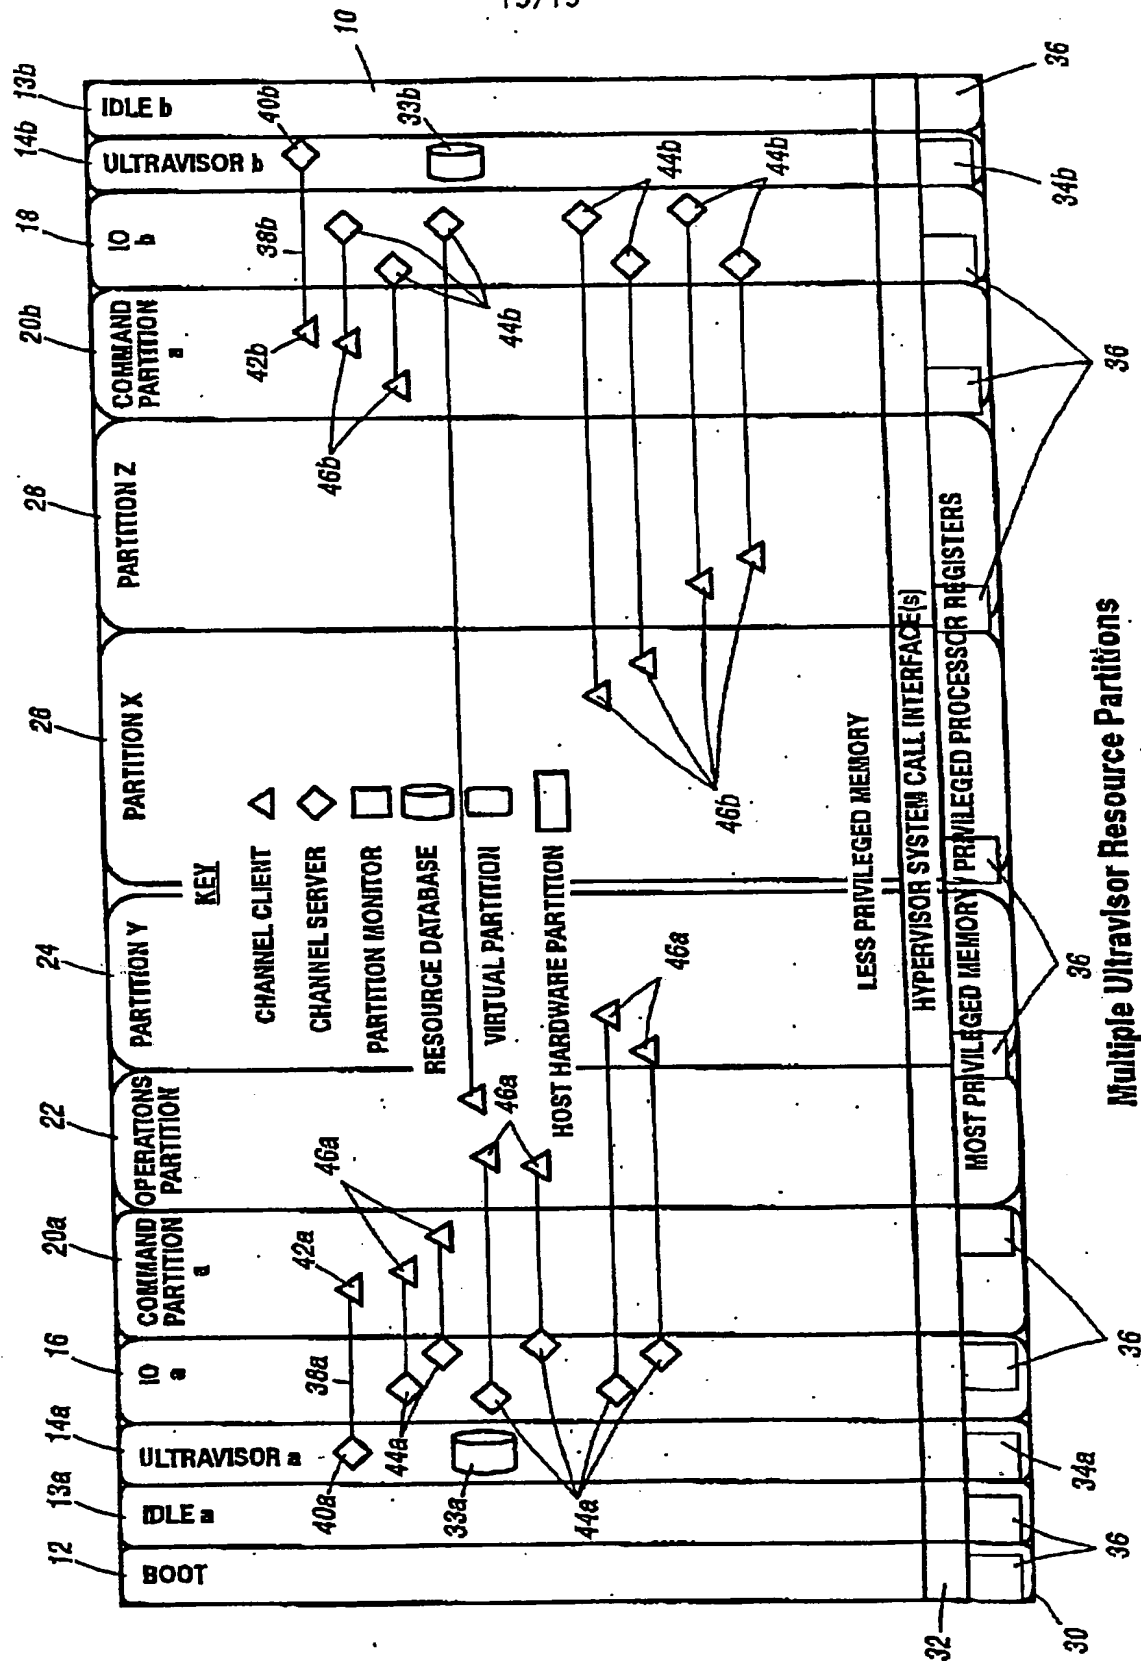 12
13a
14a
16
20a
22
24
26
28
20b
18
14b
13b
10
BOOT
IDLE a
ULTRAVISOR a
IO
a
COMMAND
PARTITION
a
OPERATIONS
PARTITION
PARTITION Y
PARTITION X
PARTITION Z
COMMAND
PARTITION
a
IO
b
ULTRAVISOR b
IDLE b
40a
38a
42a
44a
46a
33a
44a
46a
46a
42b
38b
40b
46b
44b
33b
44b
44b
46b
KEY
CHANNEL CLIENT
CHANNEL SERVER
PARTITION MONITOR
RESOURCE DATABASE
VIRTUAL PARTITION
HOST HARDWARE PARTITION
LESS PRIVILEGED MEMORY
HYPERVISOR SYSTEM CALL INTERFACE(s)
MOST PRIVILEGED MEMORY / PRIVILEGED PROCESSOR REGISTERS
32
30
36
34a
36
36
36
34b
36
Multiple Ultravisor Resource Partitions